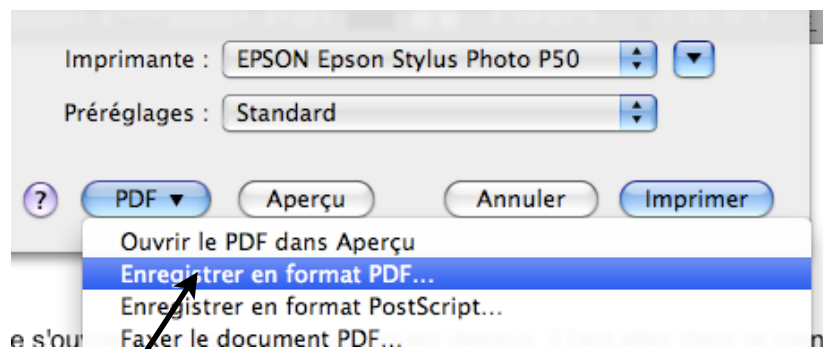 Imprimante : EPSON Epson Stylus Photo P50
Préréglages : Standard
? PDF ▼ Aperçu Annuler Imprimer
Ouvrir le PDF dans Aperçu
Enregistrer en format PDF...
Enregistrer en format PostScript...
e s'ou Faxer le document PDF...